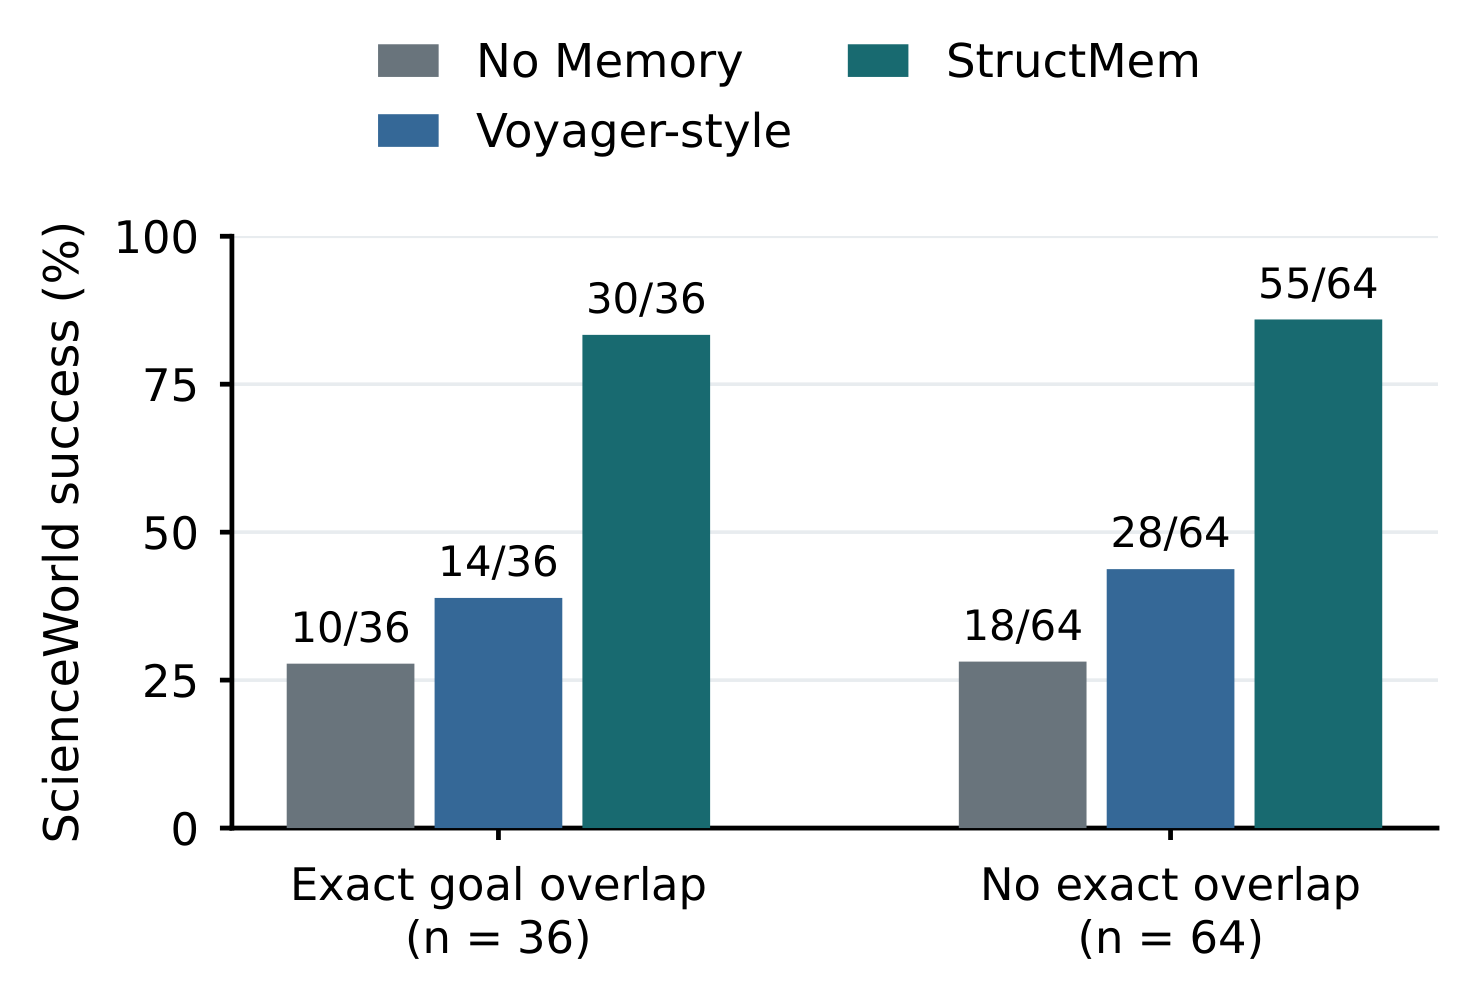 No Memory
Voyager-style
StructMem
ScienceWorld success (%)
100
75
50
25
0
10/36
14/36
30/36
18/64
28/64
55/64
Exact goal overlap
(n = 36)
No exact overlap
(n = 64)